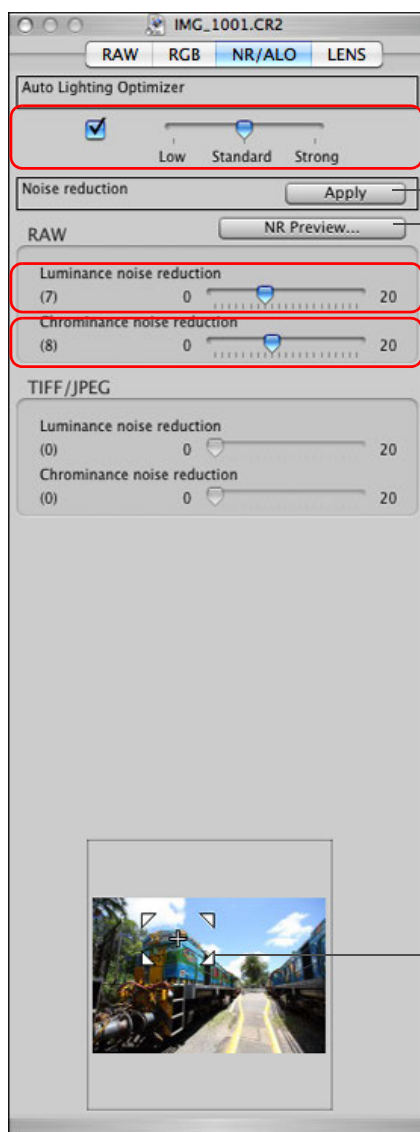 IMG_1001.CR2
RAW RGB NR/ALO LENS
Auto Lighting Optimizer
Low Standard Strong
Noise reduction Apply
RAW NR Preview...
Luminance noise reduction
(7) 0 20
Chrominance noise reduction
(8) 0 20
TIFF/JPEG
Luminance noise reduction
(0) 0 20
Chrominance noise reduction
(0) 0 20